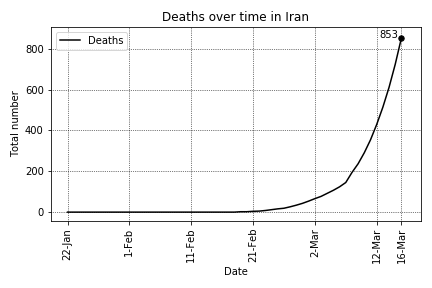 Deaths over time in Iran
853
Deaths
800
600
400
200
0
Total number
22-Jan
1-Feb
11-Feb
21-Feb
2-Mar
12-Mar
16-Mar
Date